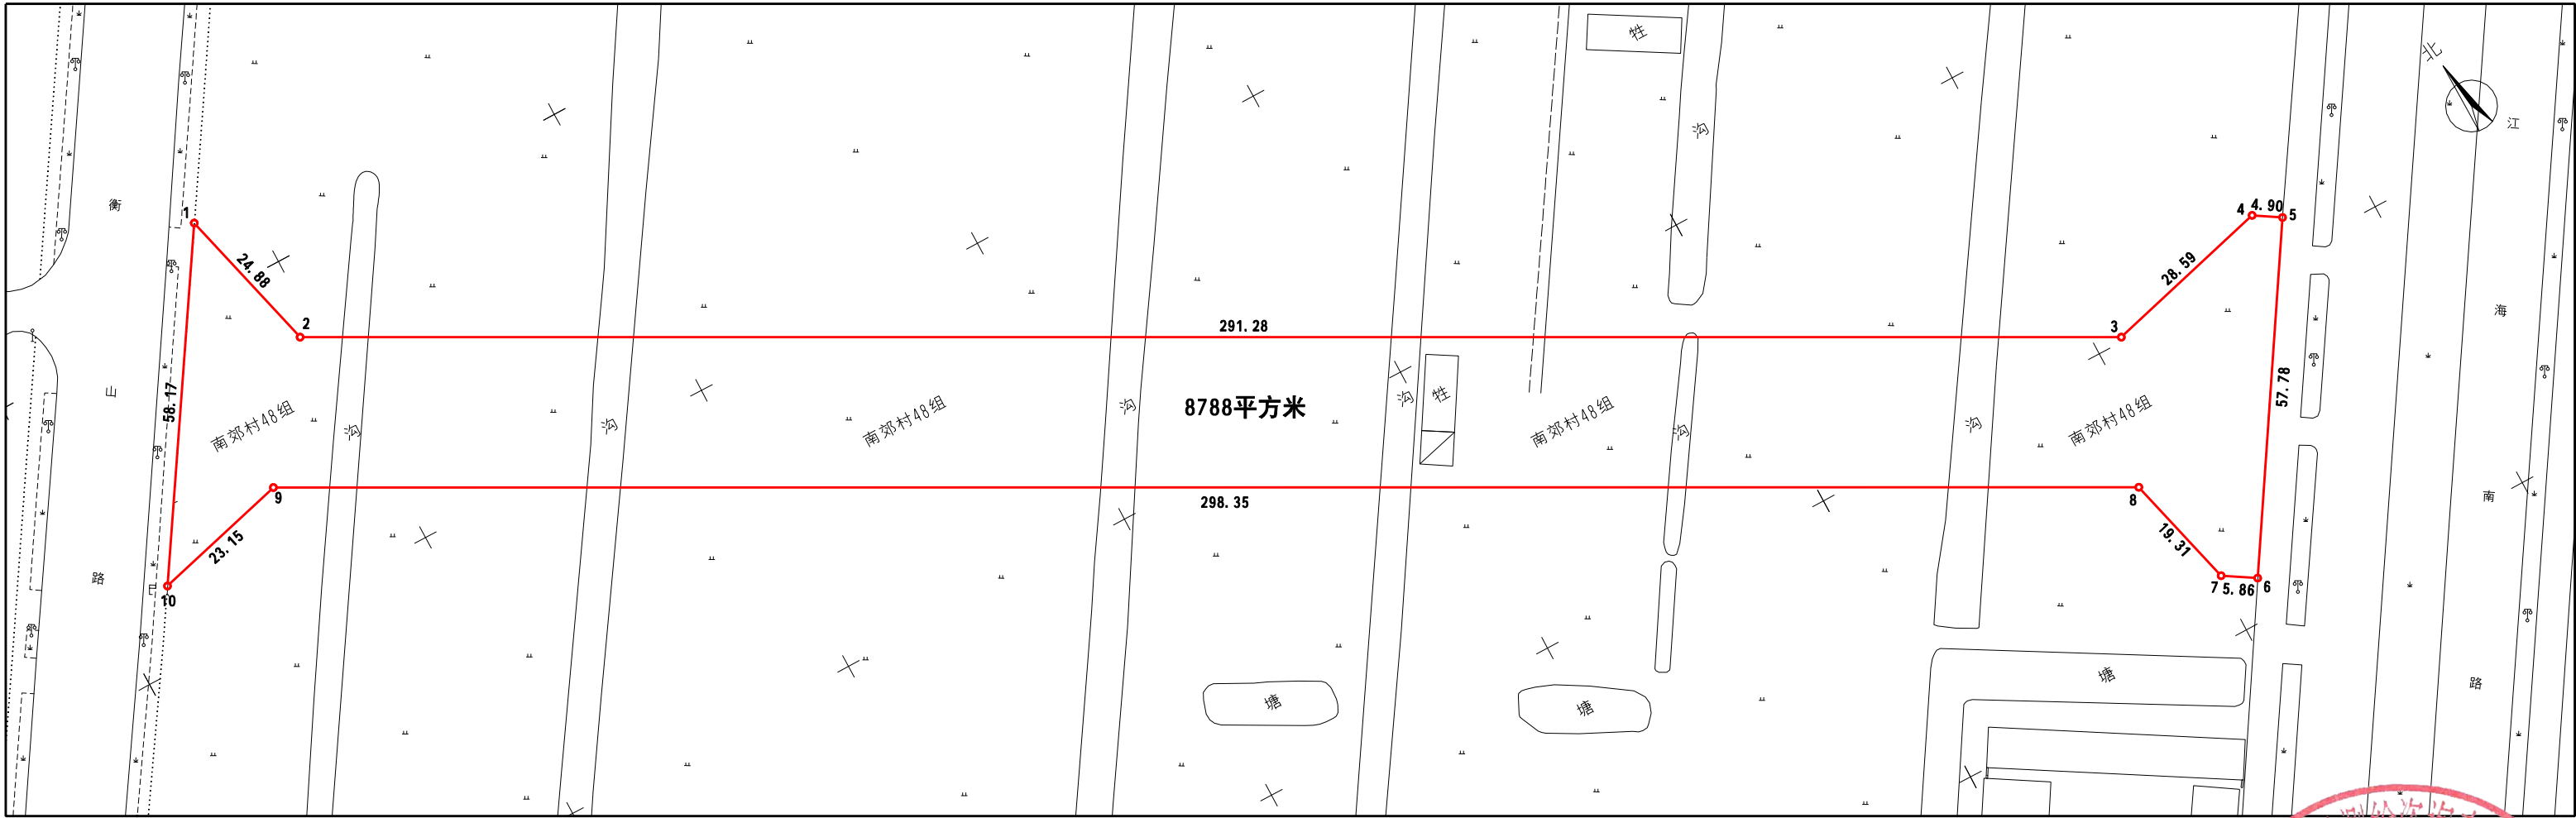 牲
北
沟
江
衡
1
4
4.90
5
24.88
28.59
海
2
291.28
3
山
58.17
南郊村48组
沟
沟
南郊村48组
沟
8788平方米
沟
牲
南郊村48组
沟
沟
南郊村48组
57.78
9
298.35
8
南
23.15
19.31
路
10
7
5.86
6
塘
塘
塘
路